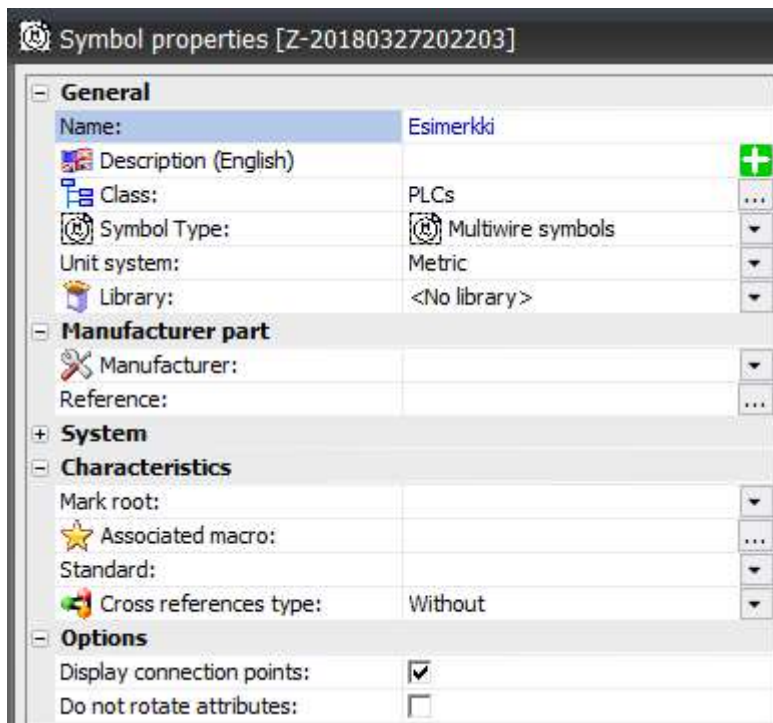 Symbol properties [Z-20180327202203]
General
Name: Esimerkki
Description (English)
Class: PLCs ...
Symbol Type: Multiwire symbols
Unit system: Metric
Library: <No library>
Manufacturer part
Manufacturer:
Reference: ...
System
Characteristics
Mark root:
Associated macro: ...
Standard:
Cross references type: Without
Options
Display connection points:
Do not rotate attributes: